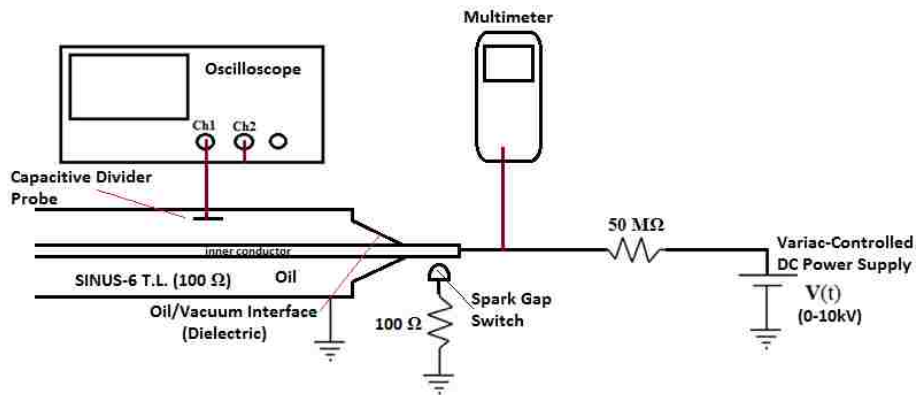 Multimeter
Oscilloscope
Ch1
Ch2
Capacitive Divider
Probe
50 MΩ
Variac-Controlled
DC Power Supply
V(t)
(0-10kV)
inner conductor
SINUS-6 T.L. (100 Ω)
Oil
Oil/Vacuum Interface
(Dielectric)
100 Ω
Spark Gap
Switch